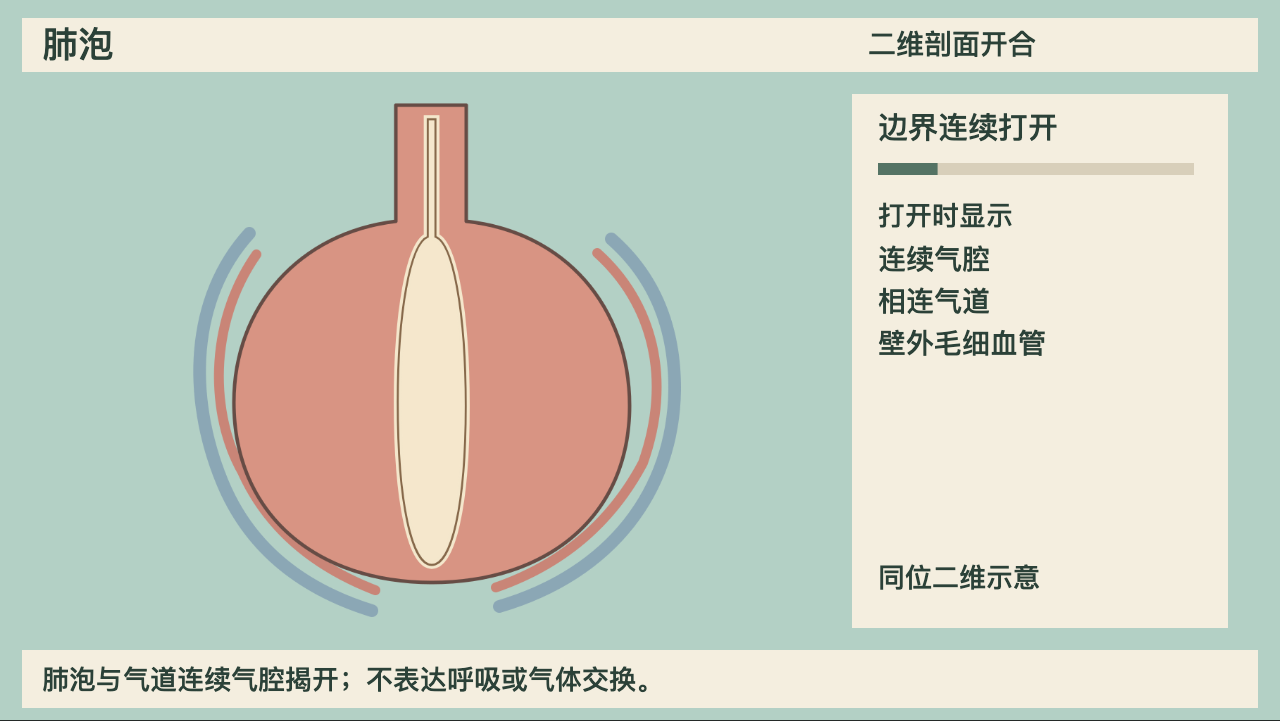 肺泡
二维剖面开合
边界连续打开
打开时显示
连续气腔
相连气道
壁外毛细血管
同位二维示意
肺泡与气道连续气腔揭开；不表达呼吸或气体交换。